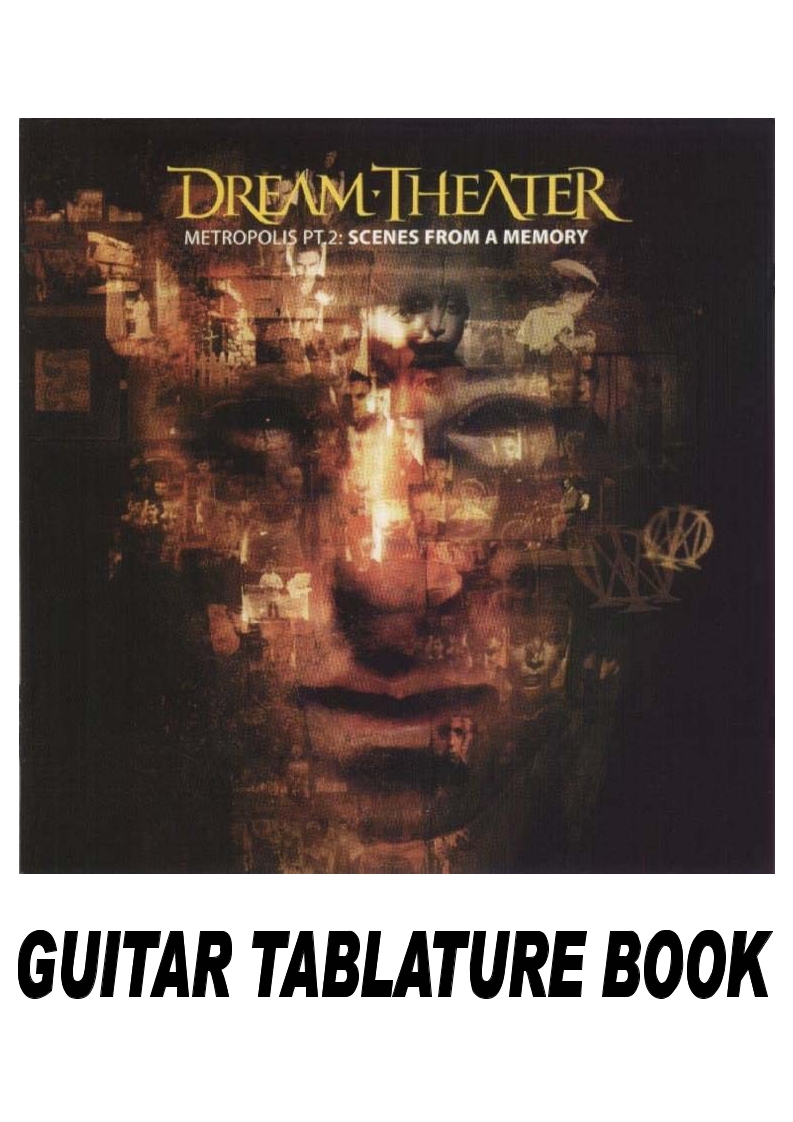 DREAM·THEATER
METROPOLIS PT.2: SCENES FROM A MEMORY
GUITAR TABLATURE BOOK